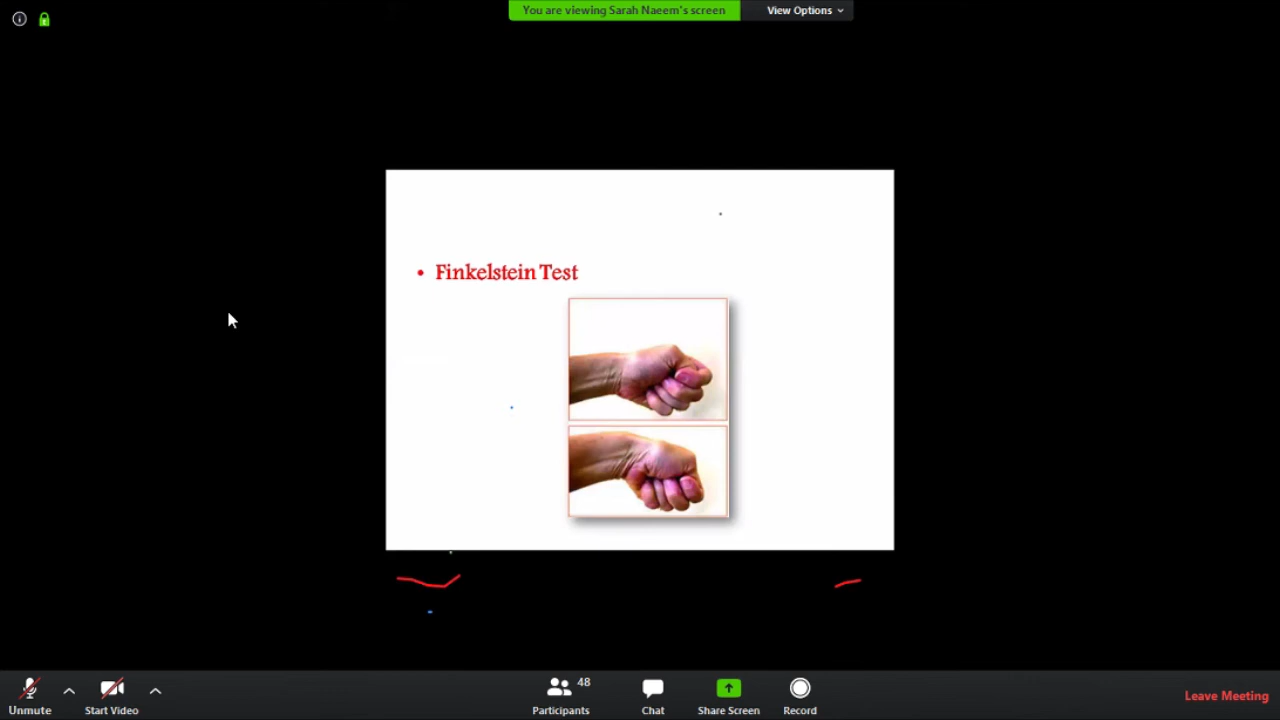 You are viewing Sarah Naeem's screen
View Options
• Finkelstein Test
Unmute
Start Video
48
Participants
Chat
Share Screen
Record
Leave Meeting